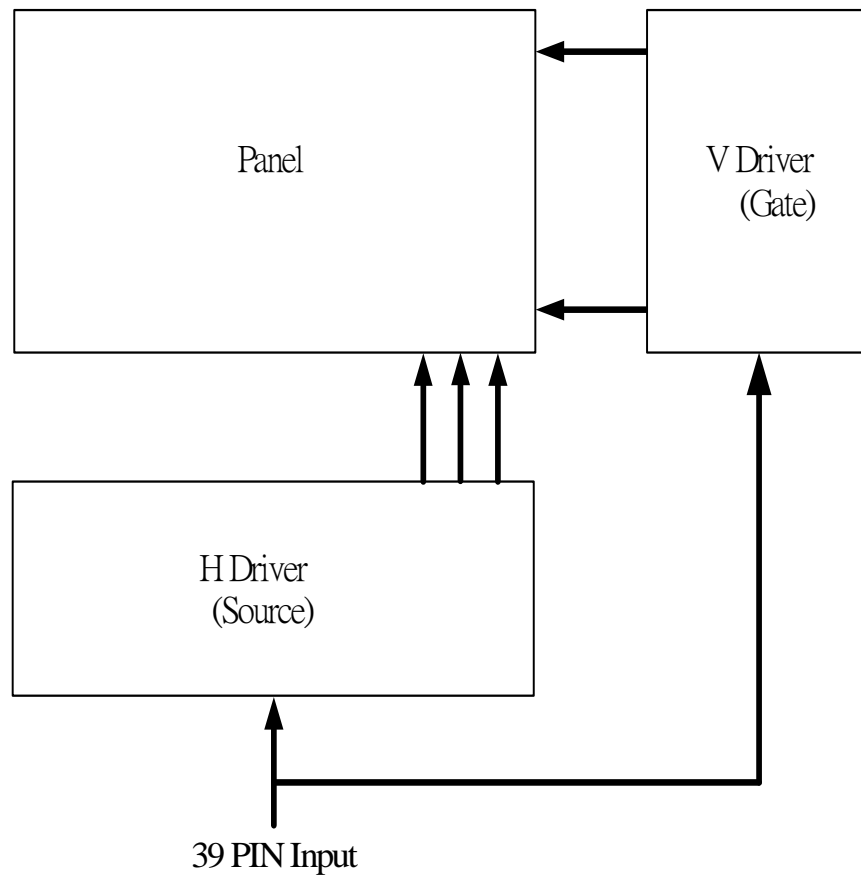 Panel
V Driver
(Gate)
H Driver
(Source)
39 PIN Input